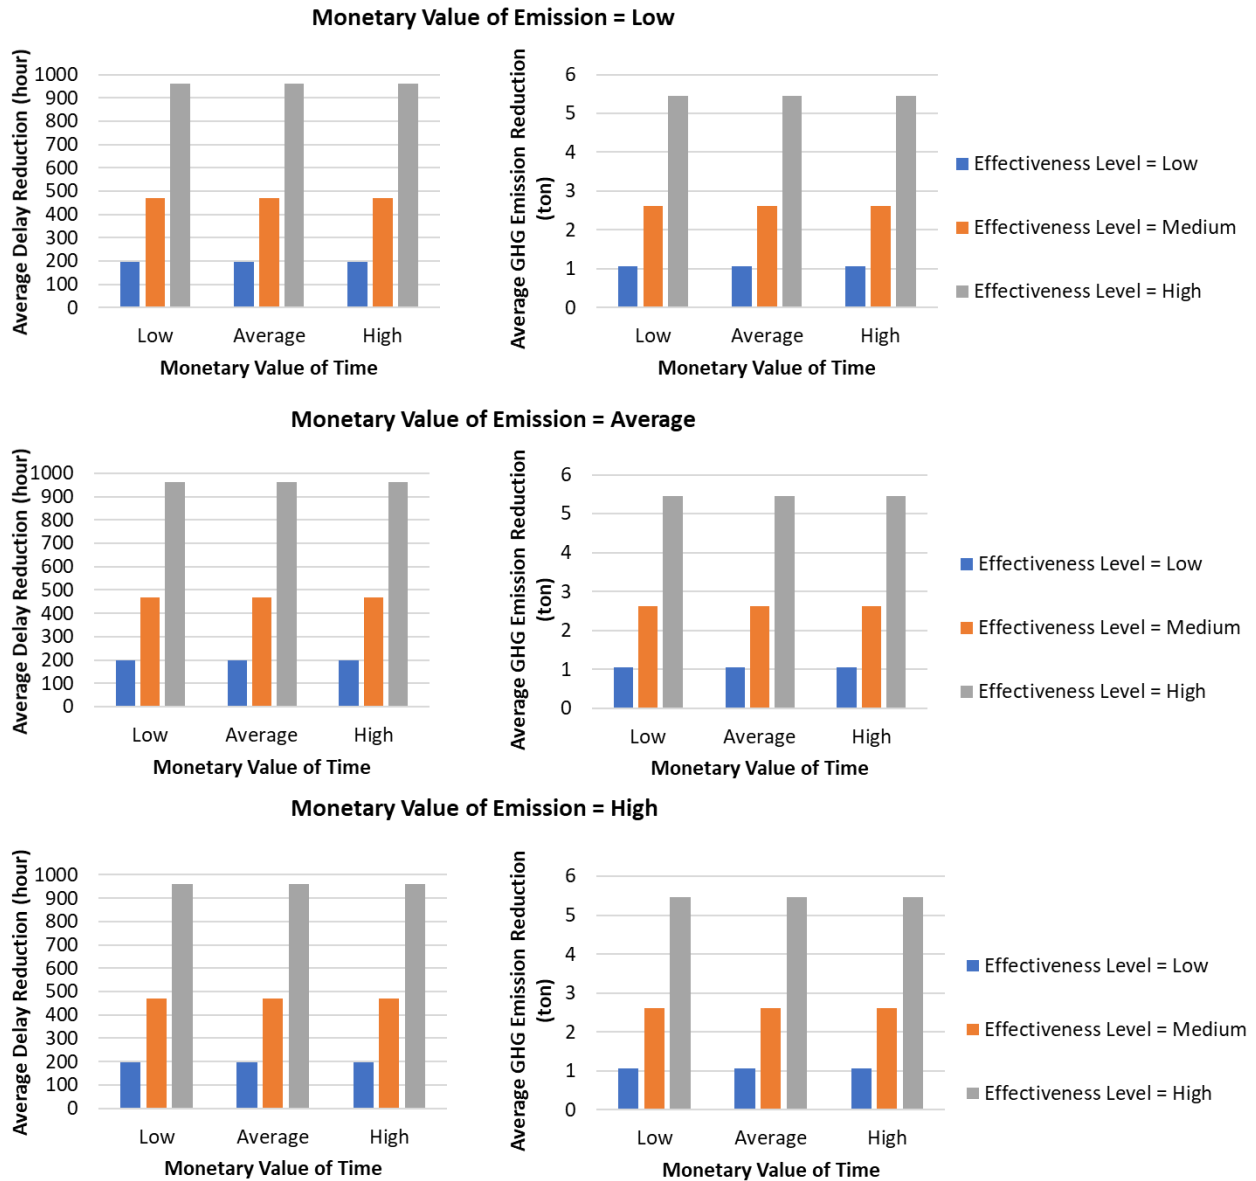 Monetary Value of Emission = Low
Average Delay Reduction (hour)
1000
900
800
700
600
500
400
300
200
100
0
Low Average High
Monetary Value of Time
Average GHG Emission Reduction
(ton)
6
5
4
3
2
1
0
Low Average High
Monetary Value of Time
Effectiveness Level = Low
Effectiveness Level = Medium
Effectiveness Level = High
Monetary Value of Emission = Average
Average Delay Reduction (hour)
1000
900
800
700
600
500
400
300
200
100
0
Low Average High
Monetary Value of Time
Average GHG Emission Reduction
(ton)
6
5
4
3
2
1
0
Low Average High
Monetary Value of Time
Effectiveness Level = Low
Effectiveness Level = Medium
Effectiveness Level = High
Monetary Value of Emission = High
Average Delay Reduction (hour)
1000
900
800
700
600
500
400
300
200
100
0
Low Average High
Monetary Value of Time
Average GHG Emission Reduction
(ton)
6
5
4
3
2
1
0
Low Average High
Monetary Value of Time
Effectiveness Level = Low
Effectiveness Level = Medium
Effectiveness Level = High